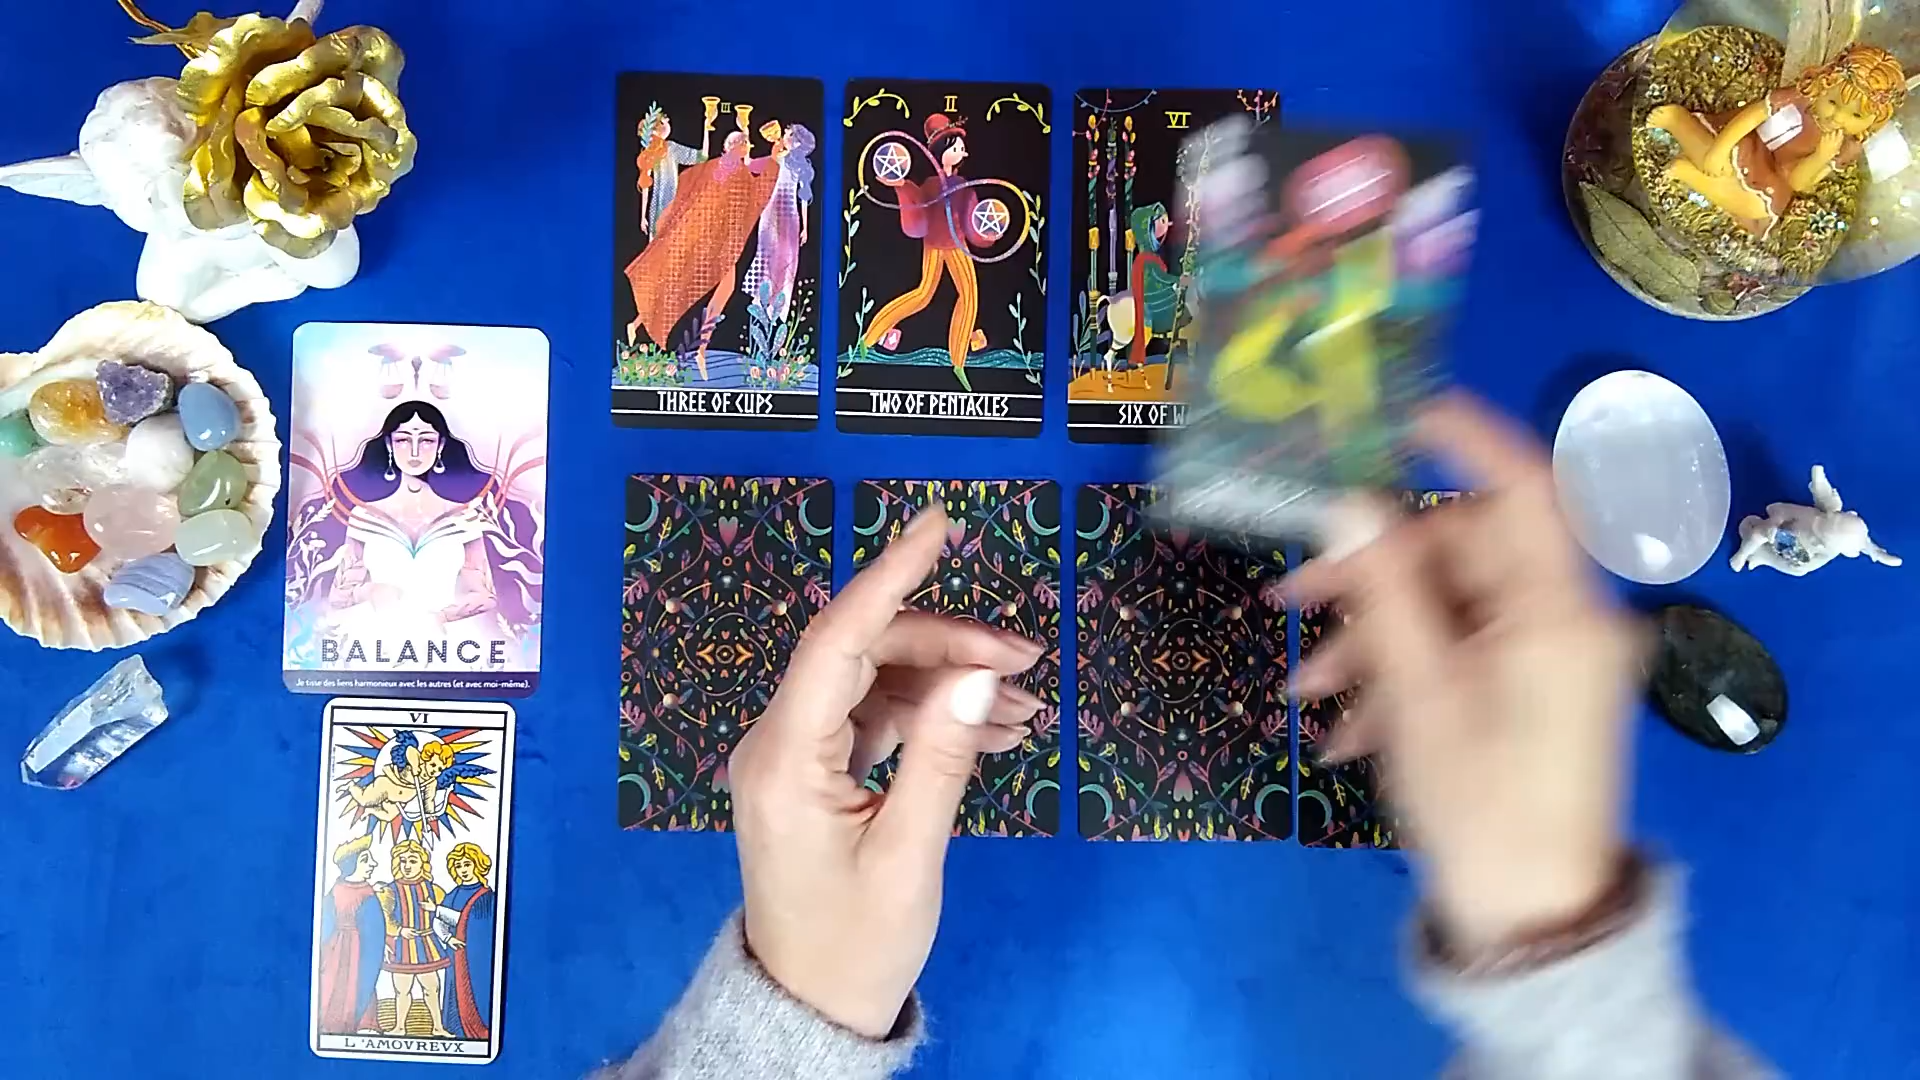 III
THREE OF CUPS
II
TWO OF PENTACLES
VI
SIX OF W
BALANCE
Je tisse des liens harmonieux avec les autres (et avec moi-même).
VI
L'AMOVREVX